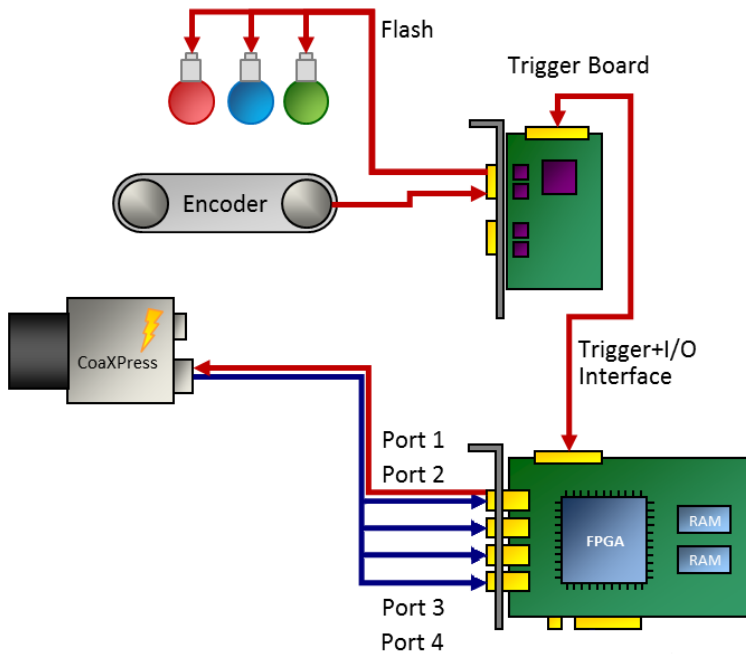 Flash
Trigger Board
Encoder
CoaXPress
Trigger+I/O
Interface
Port 1
Port 2
FPGA
RAM
RAM
Port 3
Port 4